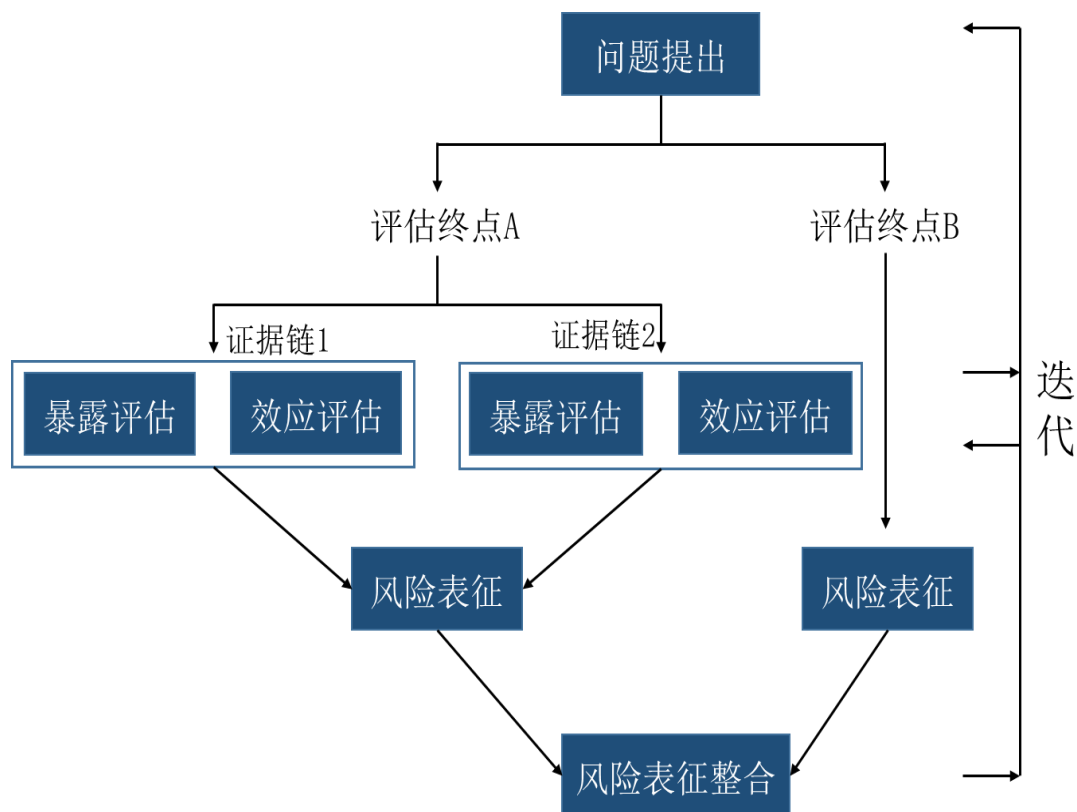 问题提出
评估终点A
评估终点B
证据链1
证据链2
暴露评估
效应评估
暴露评估
效应评估
迭
代
风险表征
风险表征
风险表征整合